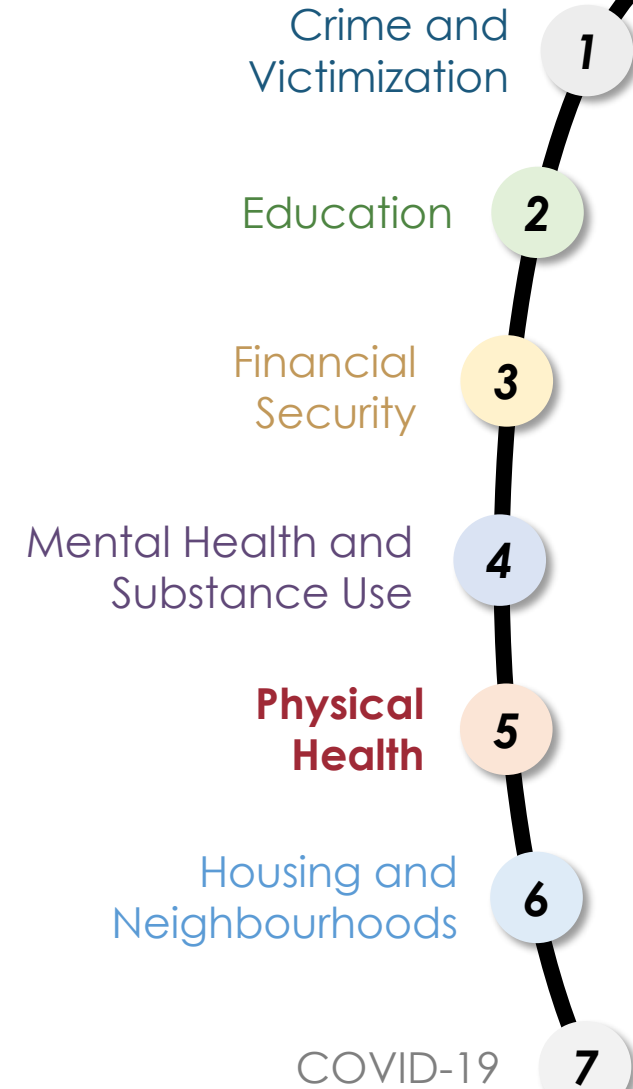 Crime and
Victimization
1
Education
2
Financial
Security
3
Mental Health and
Substance Use
4
Physical
Health
5
Housing and
Neighbourhoods
6
COVID-19
7